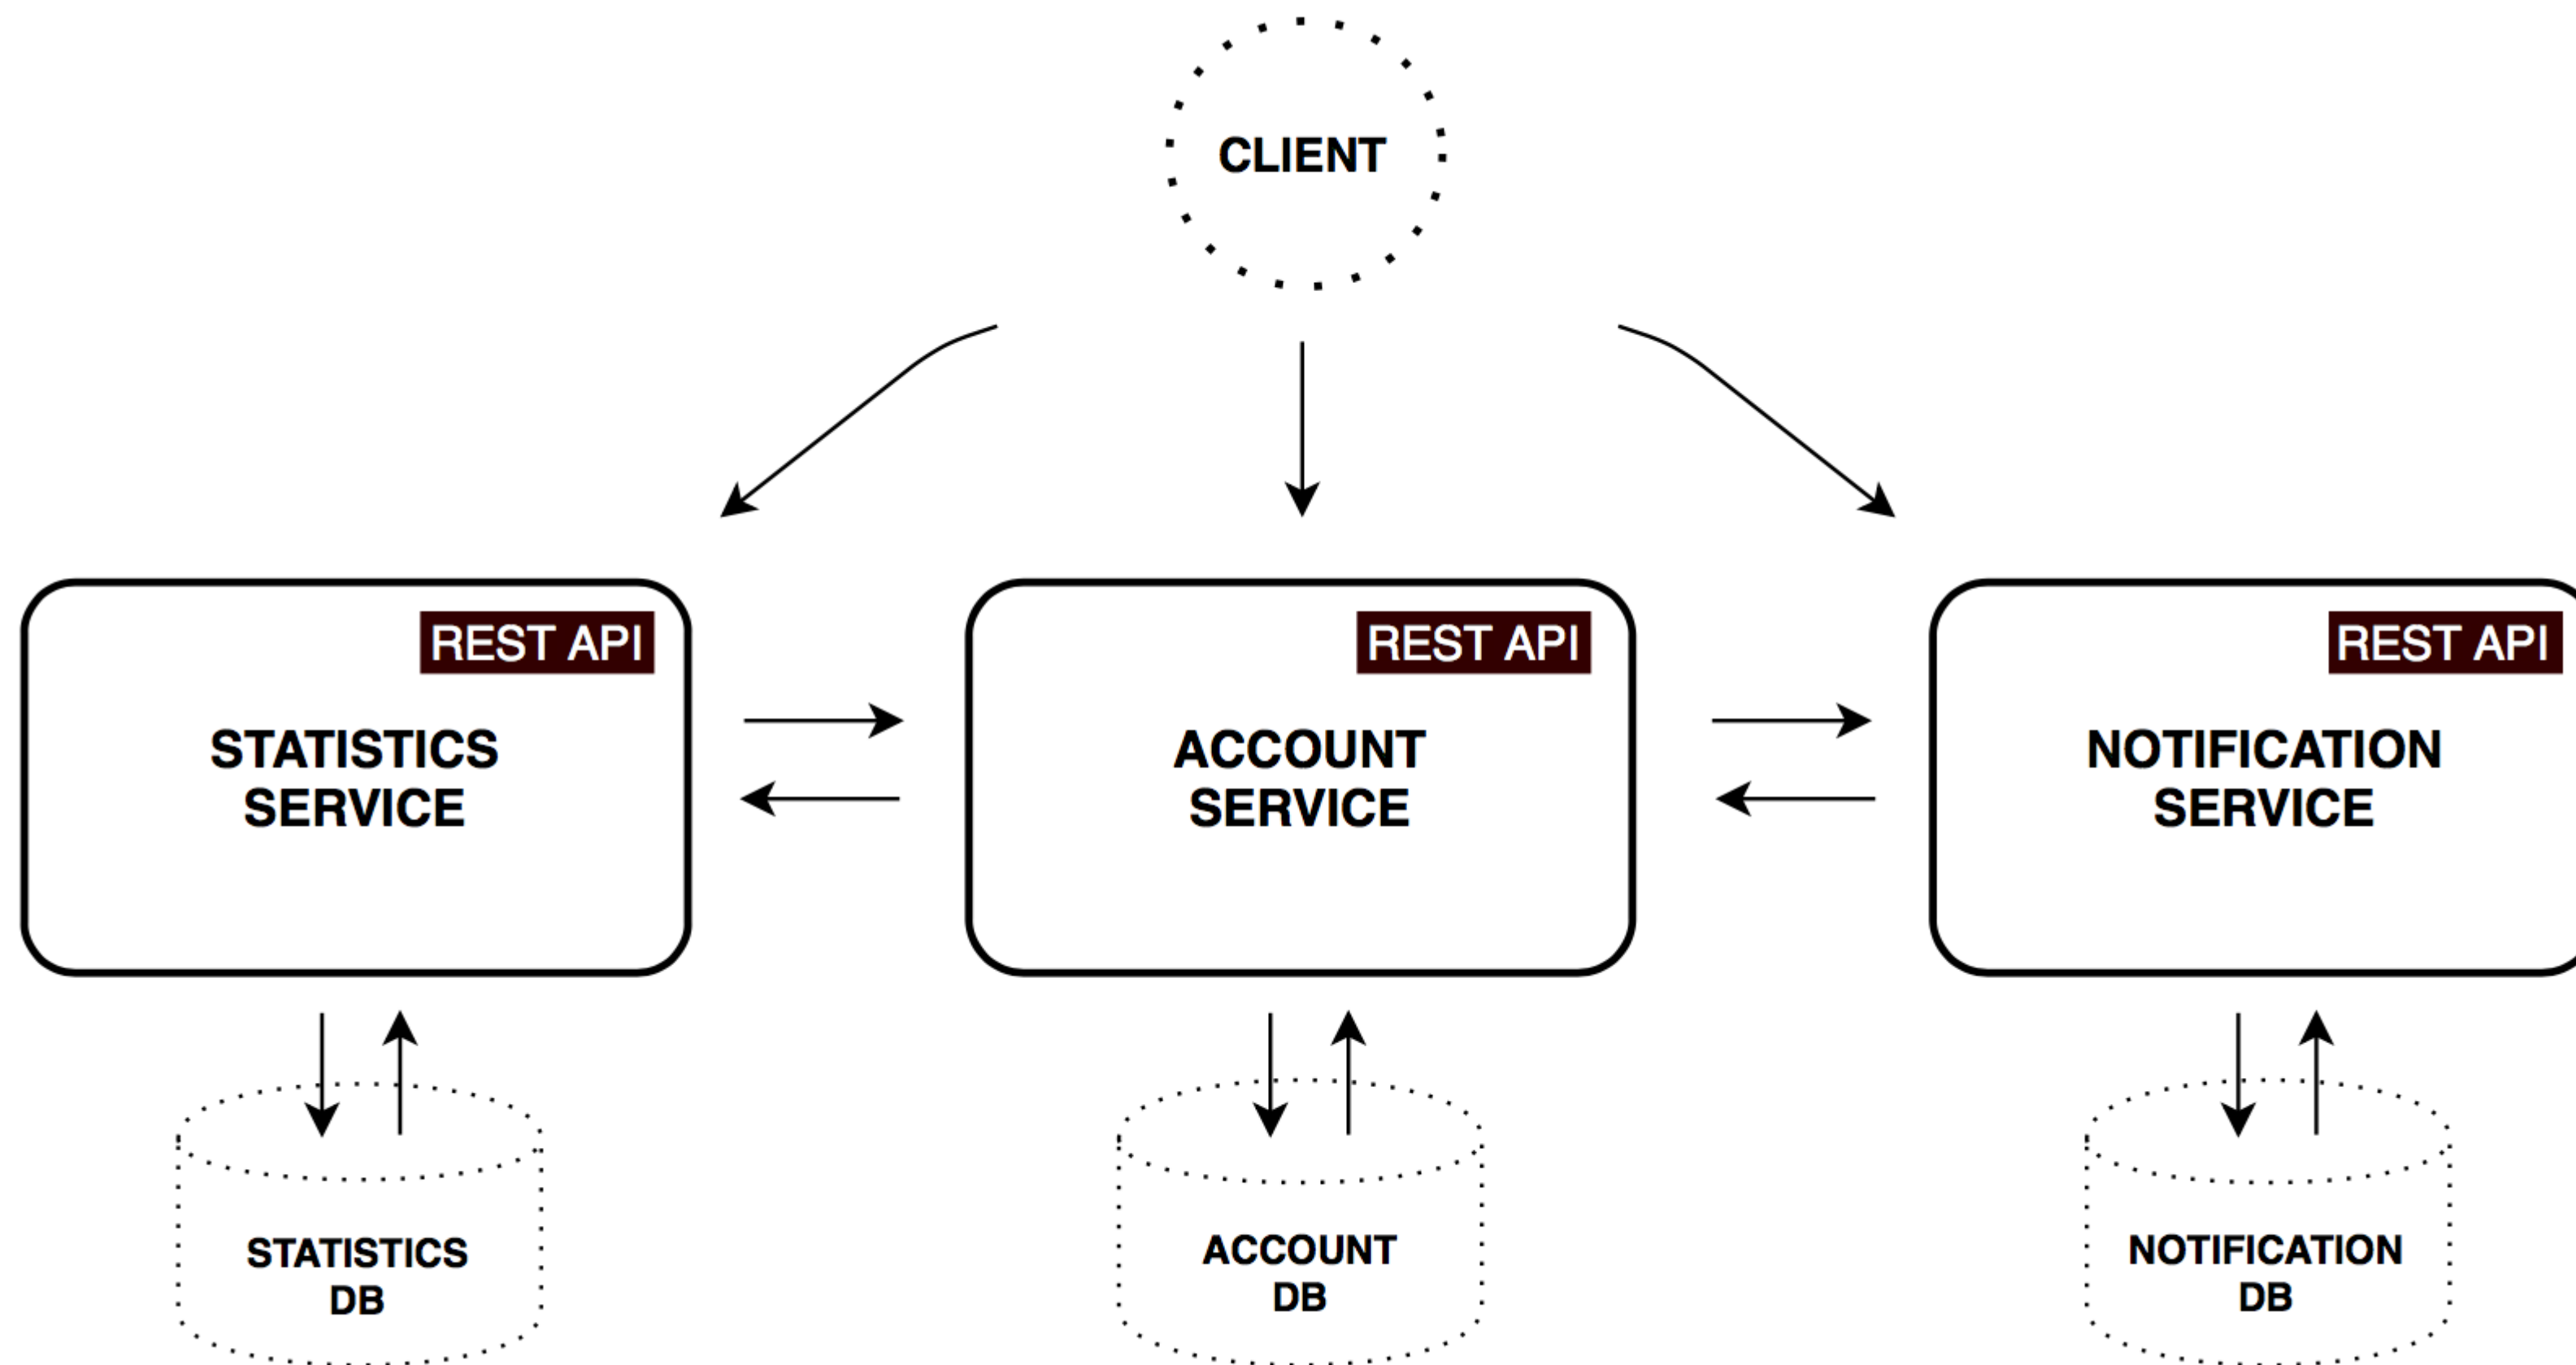 CLIENT
REST API
STATISTICS
SERVICE
REST API
ACCOUNT
SERVICE
REST API
NOTIFICATION
SERVICE
STATISTICS
DB
ACCOUNT
DB
NOTIFICATION
DB